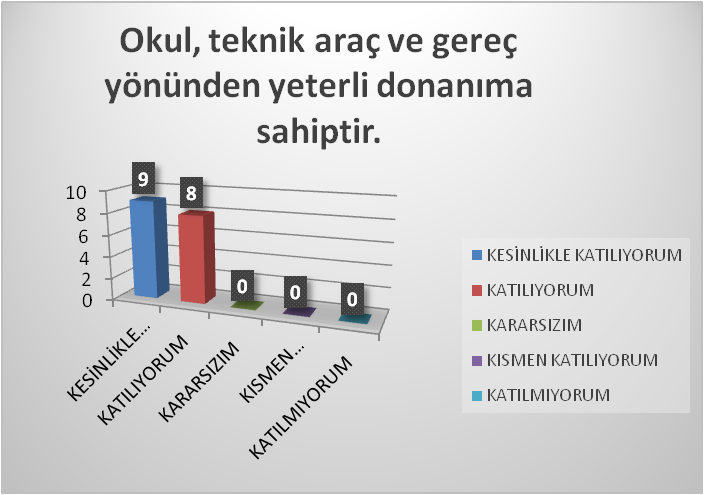 Okul, teknik araç ve gereç
yönünden yeterli donanıma
sahiptir.
9
8
0
0
0
10
8
6
4
2
0
KESİNLİKLE...
KATILIYORUM
KARARSIZIM
KISMEN...
KATILMIYORUM
KESİNLİKLE KATILIYORUM
KATILIYORUM
KARARSIZIM
KISMEN KATILIYORUM
KATILMIYORUM